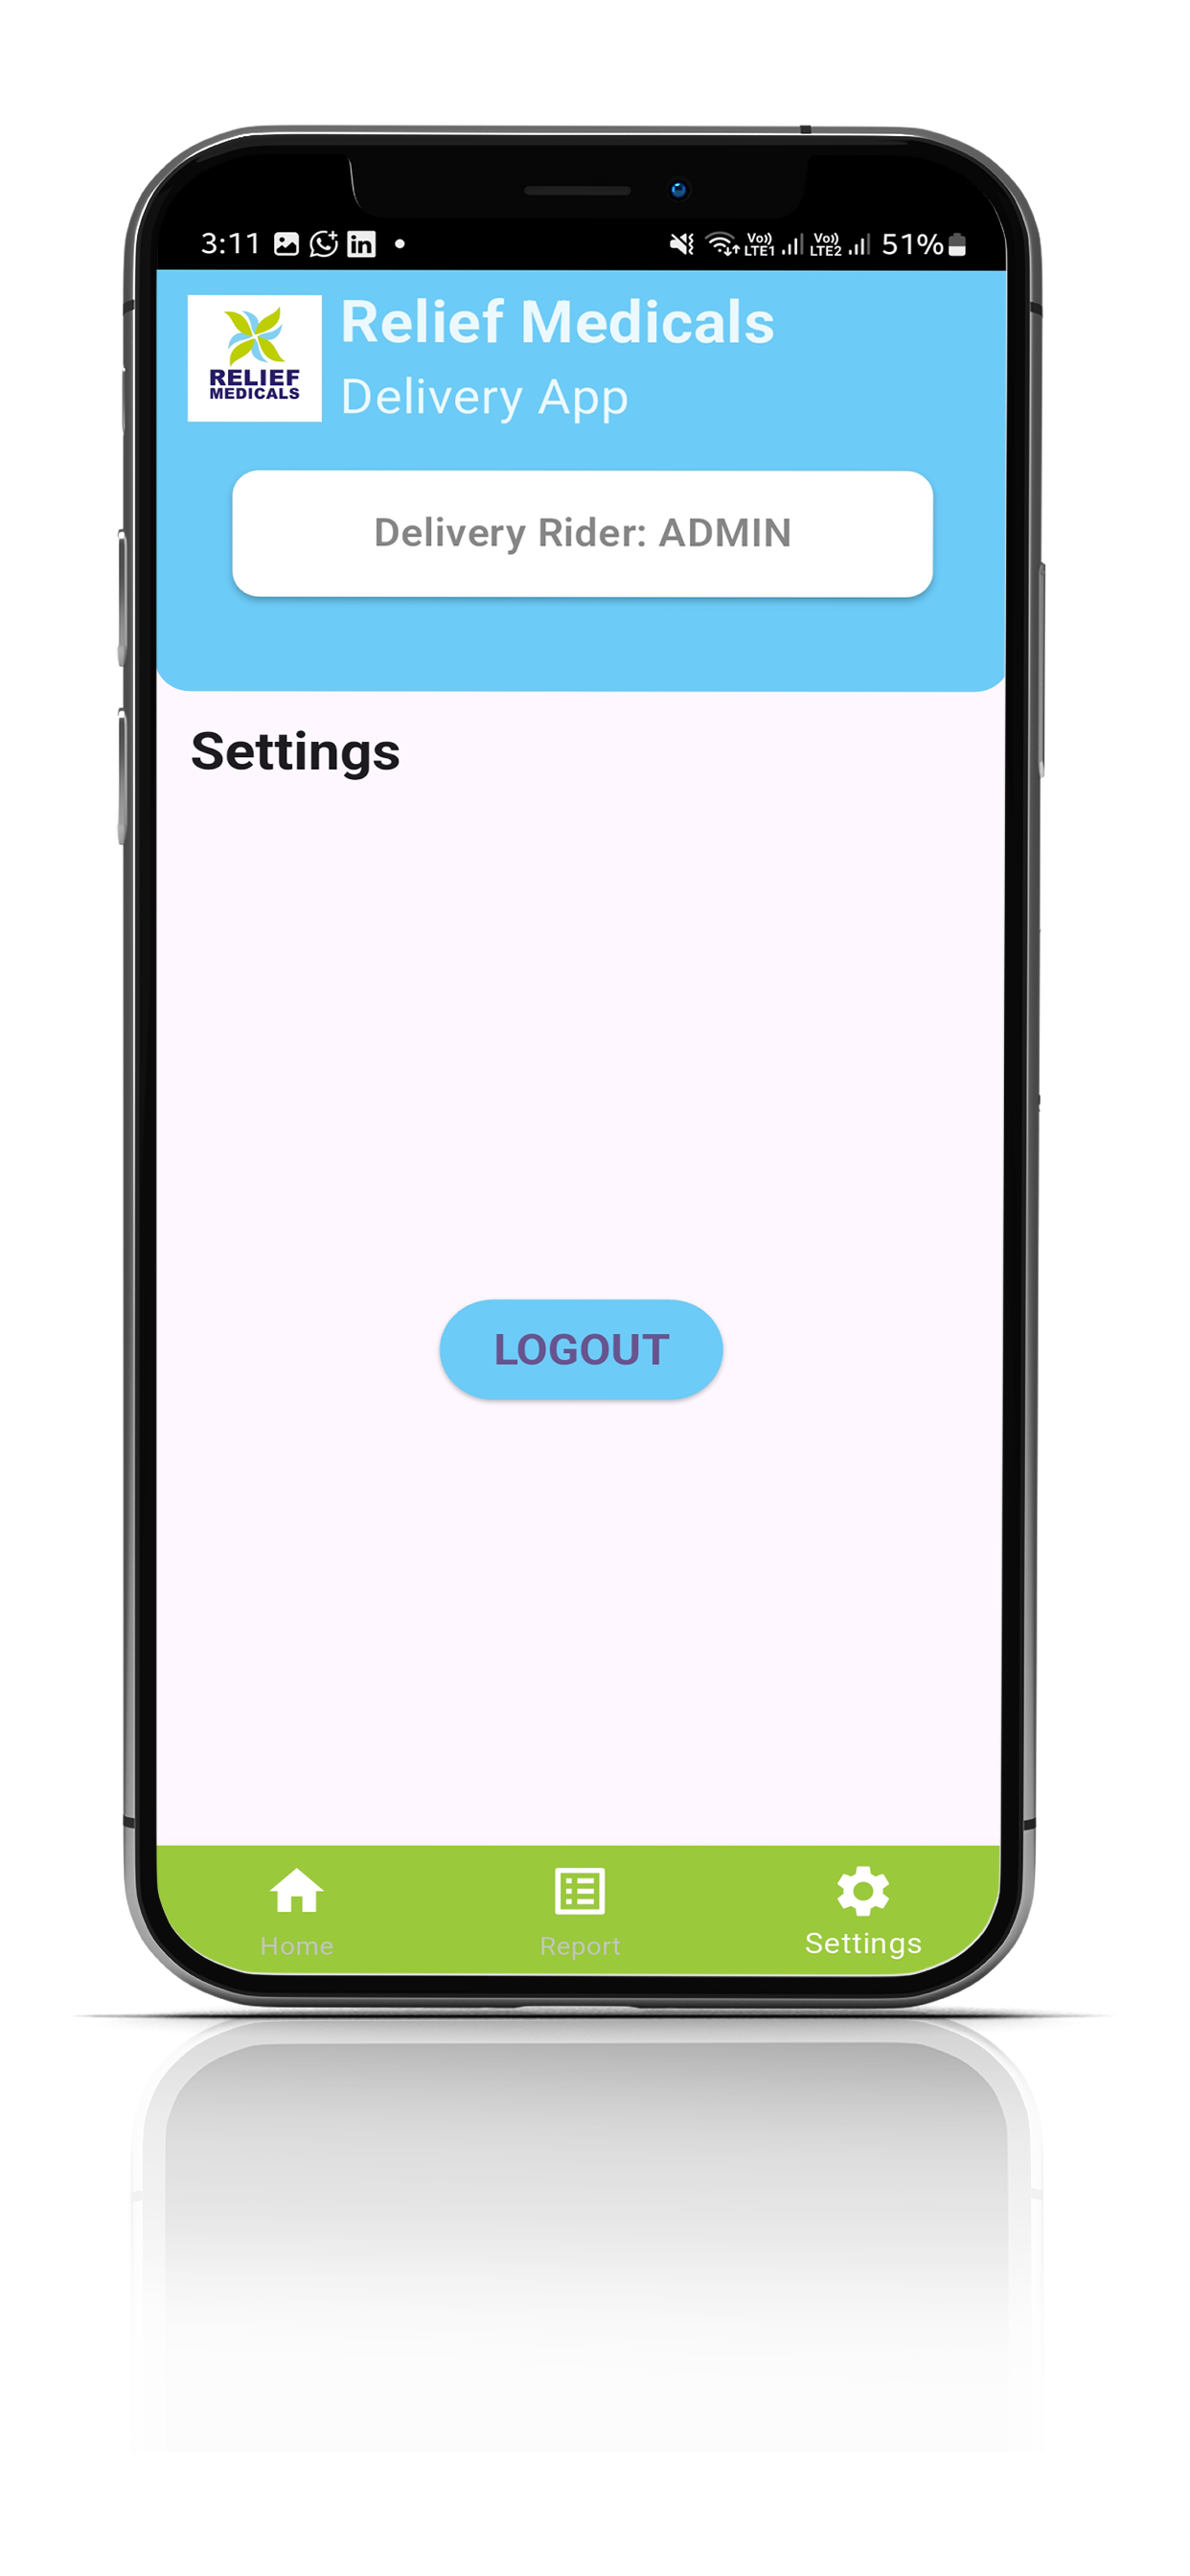 3:11 Vo)) LTE1 Vo)) LTE2 51%
in
RELIEF
MEDICALS
Relief Medicals
Delivery App
Delivery Rider: ADMIN
Settings
LOGOUT
Home Report Settings